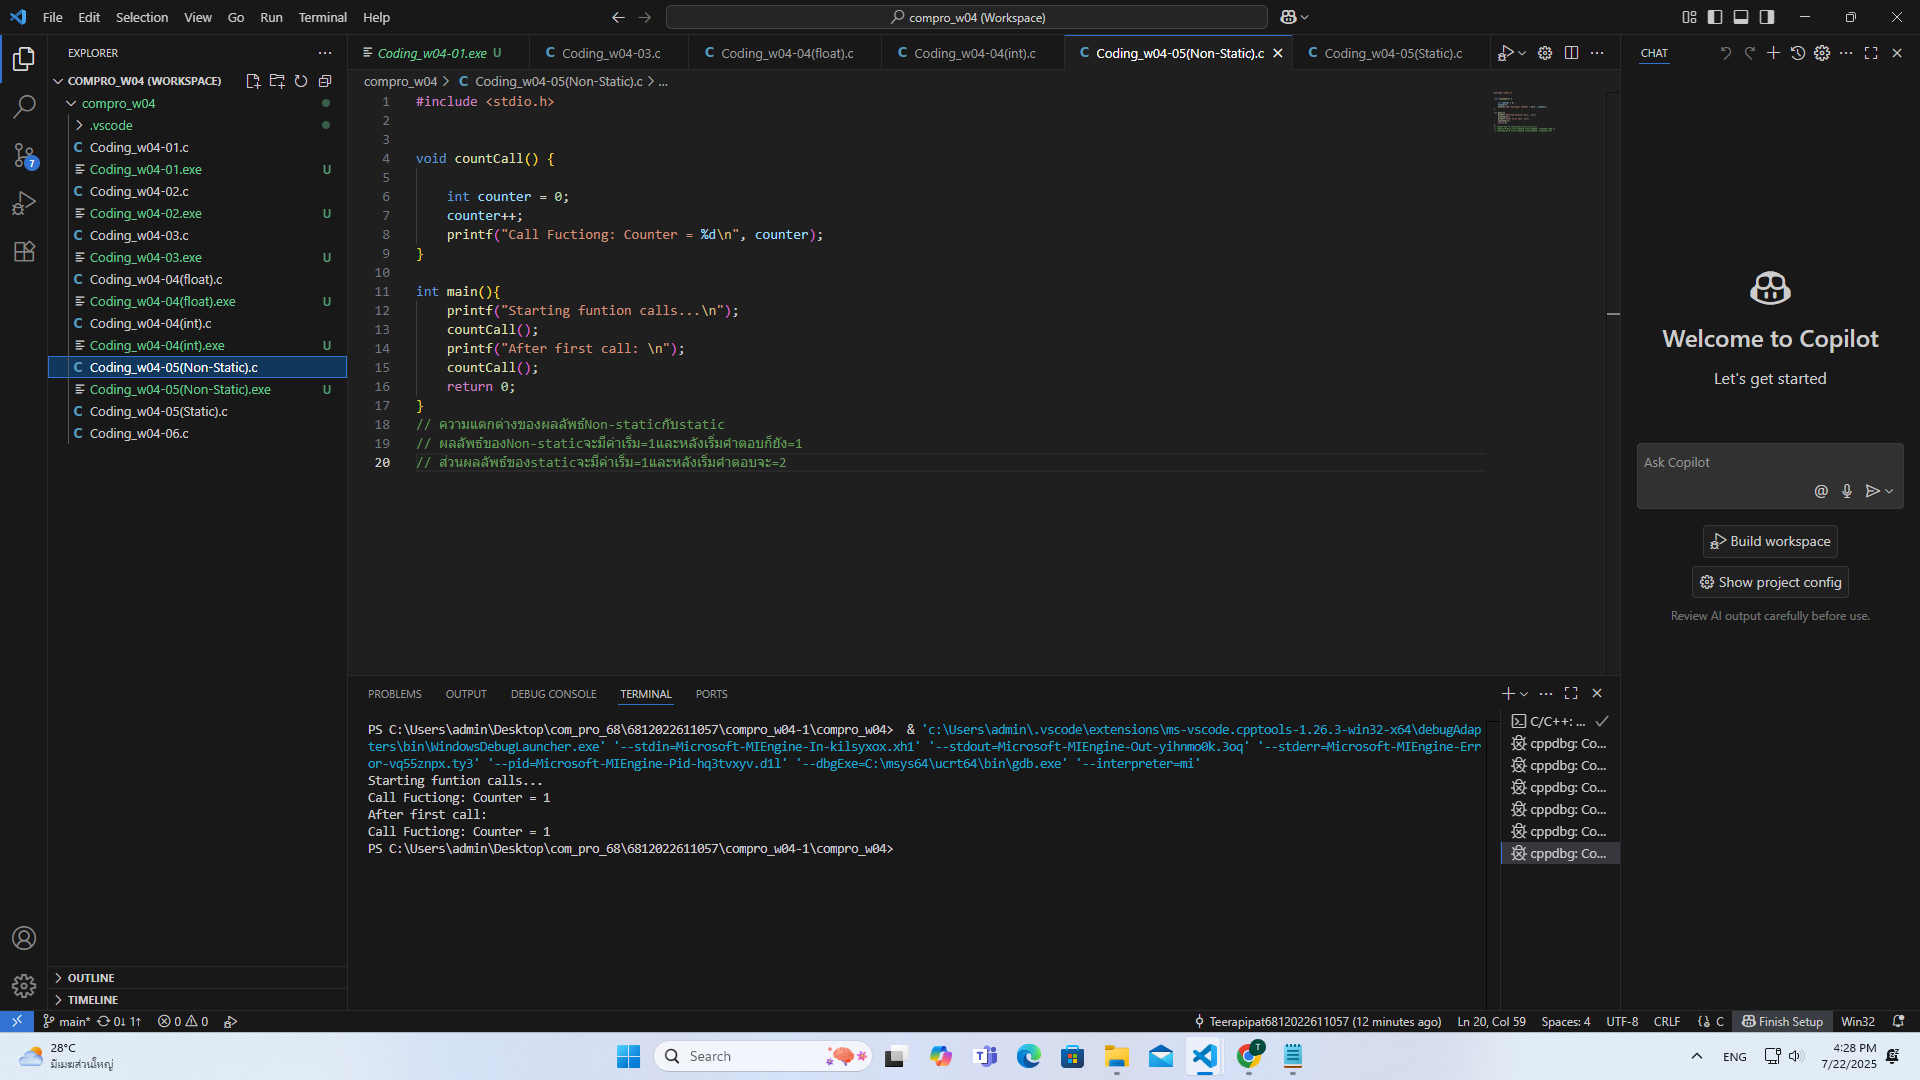 File Edit Selection View Go Run Terminal Help
compro_w04 (Workspace)
EXPLORER
COMPRO_W04 (WORKSPACE)
compro_w04
.vscode
Coding_w04-01.c
Coding_w04-01.exe U
Coding_w04-02.c
Coding_w04-02.exe U
Coding_w04-03.c
Coding_w04-03.exe U
Coding_w04-04(float).c
Coding_w04-04(float).exe U
Coding_w04-04(int).c
Coding_w04-04(int).exe U
Coding_w04-05(Non-Static).c
Coding_w04-05(Non-Static).exe U
Coding_w04-05(Static).c
Coding_w04-06.c
OUTLINE
TIMELINE
7
Coding_w04-01.exe U Coding_w04-03.c Coding_w04-04(float).c Coding_w04-04(int).c Coding_w04-05(Non-Static).c Coding_w04-05(Static).c
compro_w04 > Coding_w04-05(Non-Static).c > ...
1 #include <stdio.h>
2
3
4 void countCall() {
5
6 int counter = 0;
7 counter++;
8 printf("Call Fuctiong: Counter = %d\n", counter);
9 }
10
11 int main(){
12 printf("Starting funtion calls...\n");
13 countCall();
14 printf("After first call: \n");
15 countCall();
16 return 0;
17 }
18 // ความแตกต่างของผลลัพธ์Non-staticกับstatic
19 // ผลลัพธ์ของNon-staticจะมีค่าเริ่ม=1และหลังเริ่มคำตอบก็ยัง=1
20 // ส่วนผลลัพธ์ของstaticจะมีค่าเริ่ม=1และหลังเริ่มคำตอบจะ=2
PROBLEMS OUTPUT DEBUG CONSOLE TERMINAL PORTS
PS C:\Users\admin\Desktop\com_pro_68\6812022611057\compro_w04-1\compro_w04> & 'c:\Users\admin\.vscode\extensions\ms-vscode.cpptools-1.26.3-win32-x64\debugAdap
ters\bin\WindowsDebugLauncher.exe' '--stdin=Microsoft-MIEngine-In-kilsyxox.xh1' '--stdout=Microsoft-MIEngine-Out-yihnmo0k.3oq' '--stderr=Microsoft-MIEngine-Err
or-vq55znpx.ty3' '--pid=Microsoft-MIEngine-Pid-hq3tvxyv.d1l' '--dbgExe=C:\msys64\ucrt64\bin\gdb.exe' '--interpreter=mi'
Starting funtion calls...
Call Fuctiong: Counter = 1
After first call:
Call Fuctiong: Counter = 1
PS C:\Users\admin\Desktop\com_pro_68\6812022611057\compro_w04-1\compro_w04>
C/C++: ...
cppdbg: Co...
cppdbg: Co...
cppdbg: Co...
cppdbg: Co...
cppdbg: Co...
cppdbg: Co...
CHAT
Welcome to Copilot
Let's get started
Ask Copilot
Build workspace
Show project config
Review AI output carefully before use.
main* 0↓ 1↑ 0 0
Teerapipat6812022611057 (12 minutes ago) Ln 20, Col 59 Spaces: 4 UTF-8 CRLF {} C Finish Setup Win32
28°C
มีเมฆส่วนใหญ่
Search
ENG
4:28 PM
7/22/2025